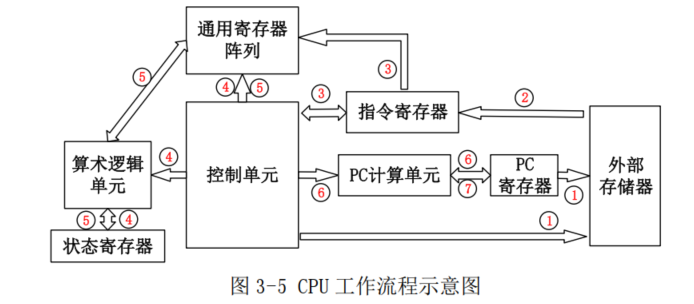 通用寄存器
阵列
⑤
③
④
⑤
③
②
指令寄存器
算术逻辑
单元
④
控制单元
⑥
PC计算单元
⑥
⑦
PC
寄存器
①
外部
存储器
⑤
④
状态寄存器
①
图 3-5 CPU 工作流程示意图